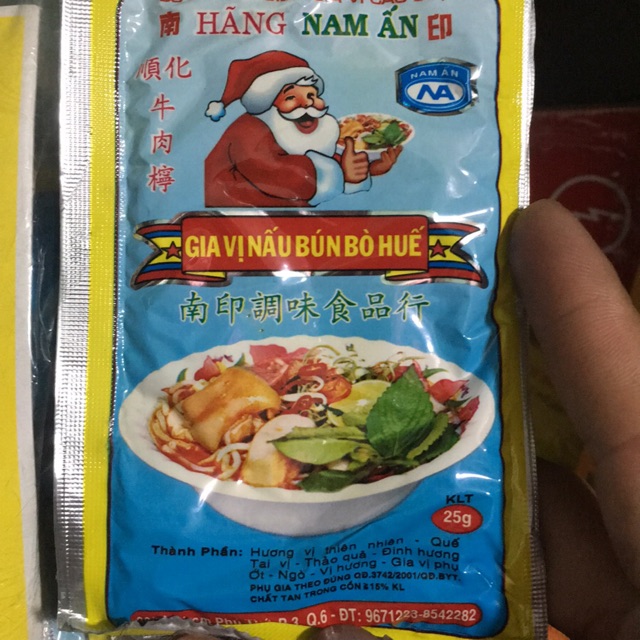 南 HÃNG NAM ẤN 印
順化牛肉檸
NAM ẤN
NA
GIA VỊ NẤU BÚN BÒ HUẾ
南印調味食品行
KLT
25g
Thành Phần: Hương vị thiên nhiên - Quế
Tai vị - Thảo quả - Đinh hương
Ớt - Ngò - Vị hương - Gia vị phụ
PHỤ GIA THEO ĐÚNG QĐ.3742/2001/QĐ.BYT.
CHẤT TAN TRONG CỒN ≥15% KL
P.3, Q.6 - ĐT: 9671223-8542282